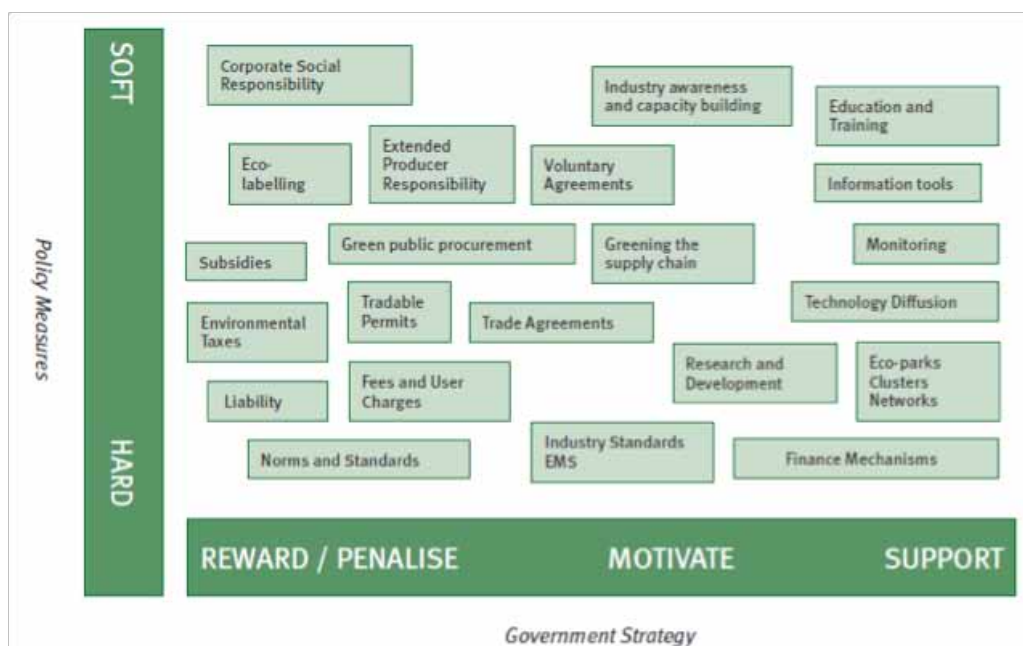 SOFT
HARD
Policy Measures
Corporate Social
Responsibility
Industry awareness
and capacity building
Education and
Training
Eco-
labelling
Extended
Producer
Responsibility
Voluntary
Agreements
Information tools
Subsidies
Green public procurement
Greening the
supply chain
Monitoring
Environmental
Taxes
Tradable
Permits
Trade Agreements
Technology Diffusion
Liability
Fees and User
Charges
Research and
Development
Eco-parks
Clusters
Networks
Norms and Standards
Industry Standards
EMS
Finance Mechanisms
REWARD / PENALISE
MOTIVATE
SUPPORT
Government Strategy